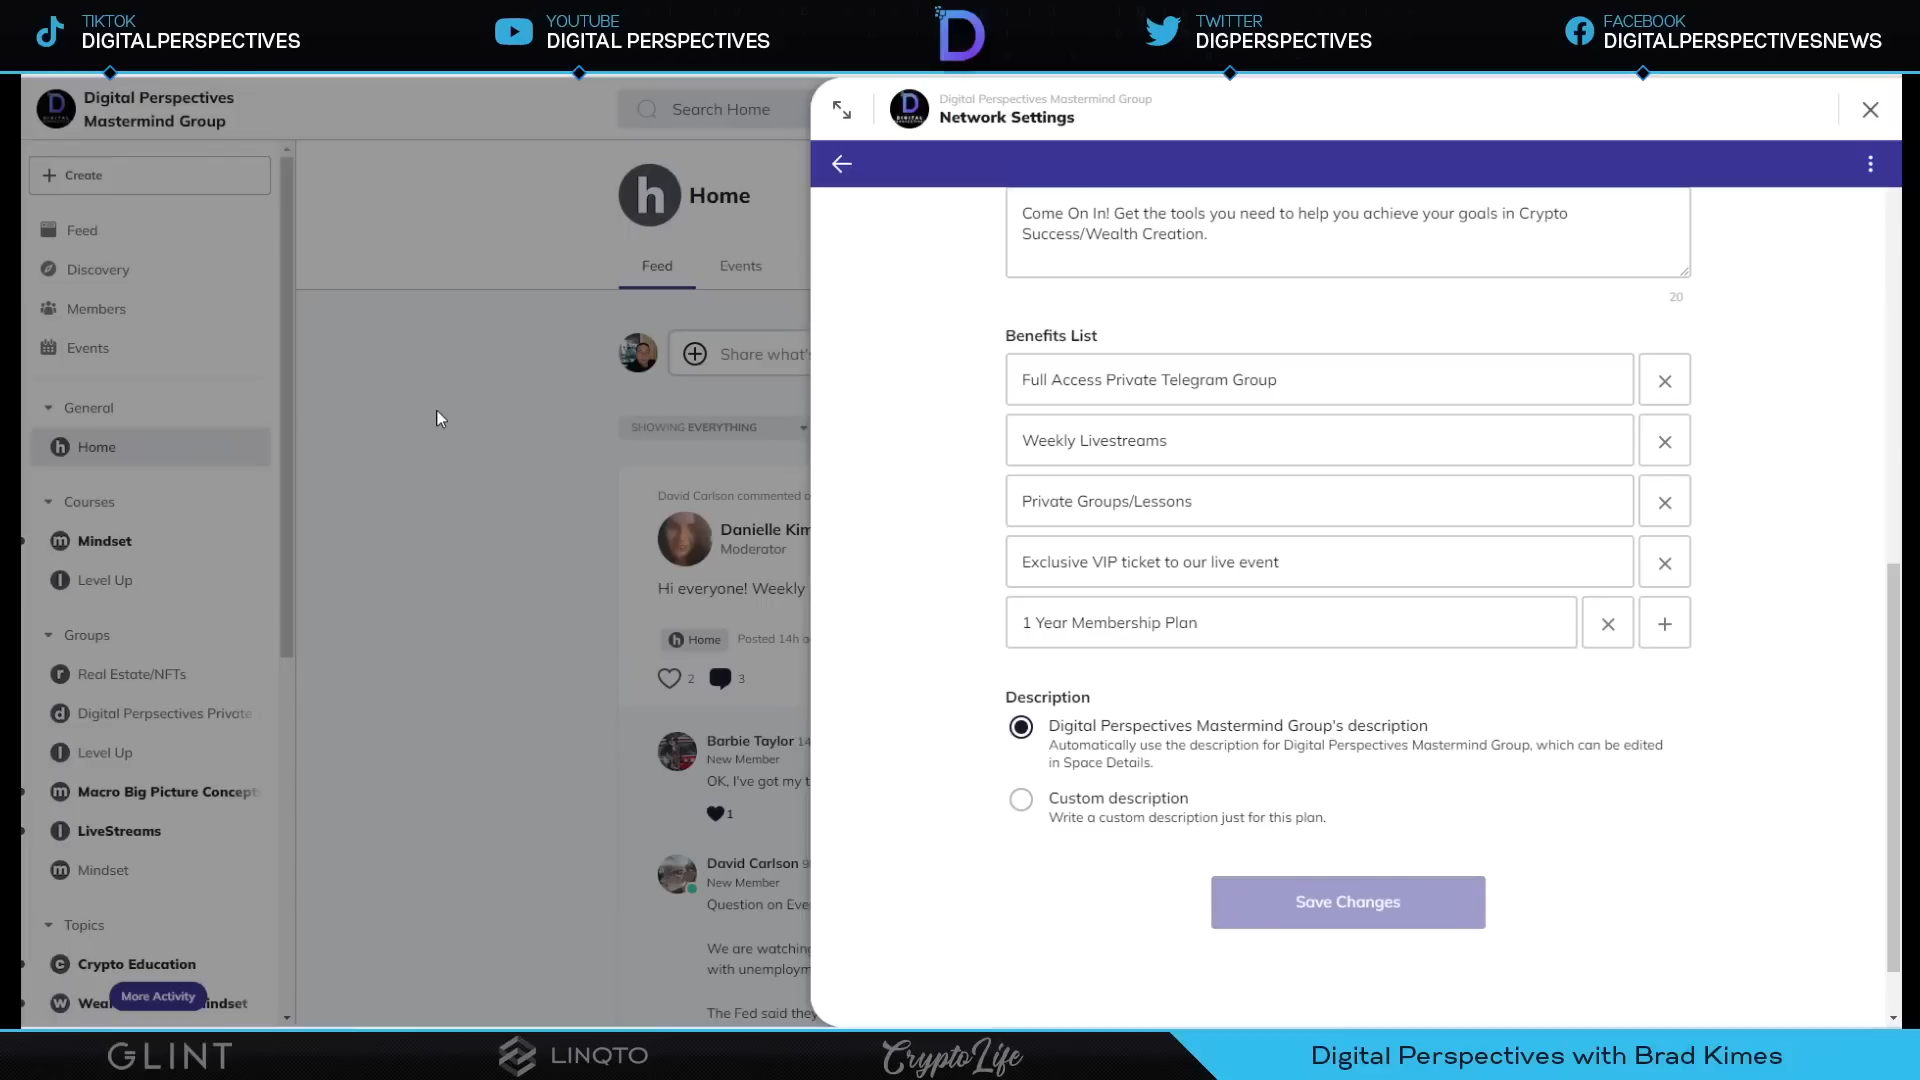 TIKTOK
DIGITALPERSPECTIVES
YOUTUBE
DIGITAL PERSPECTIVES
D
TWITTER
DIGPERSPECTIVES
FACEBOOK
DIGITALPERSPECTIVESNEWS
Digital Perspectives
Mastermind Group
Search Home
Create
Feed
Discovery
Members
Events
General
h Home
Courses
m Mindset
l Level Up
Groups
r Real Estate/NFTs
d Digital Perpsectives Private
l Level Up
m Macro Big Picture Concept
l LiveStreams
m Mindset
Topics
c Crypto Education
w
More Activity
indset
h Home
Feed
Events
Share what's
SHOWING EVERYTHING
David Carlson commented
Danielle Kim
Moderator
Hi everyone! Weekly
h Home
Posted 14h
2
3
Barbie Taylor 14
New Member
OK, I've got my
1
David Carlson 9
New Member
Question on Eve
We are watching
with unemploym
The Fed said they
Digital Perspectives Mastermind Group
Network Settings
Come On In! Get the tools you need to help you achieve your goals in Crypto
Success/Wealth Creation.
20
Benefits List
Full Access Private Telegram Group
Weekly Livestreams
Private Groups/Lessons
Exclusive VIP ticket to our live event
1 Year Membership Plan
Description
Digital Perspectives Mastermind Group's description
Automatically use the description for Digital Perspectives Mastermind Group, which can be edited
in Space Details.
Custom description
Write a custom description just for this plan.
Save Changes
GLINT
LINQTO
CryptoLife
Digital Perspectives with Brad Kimes